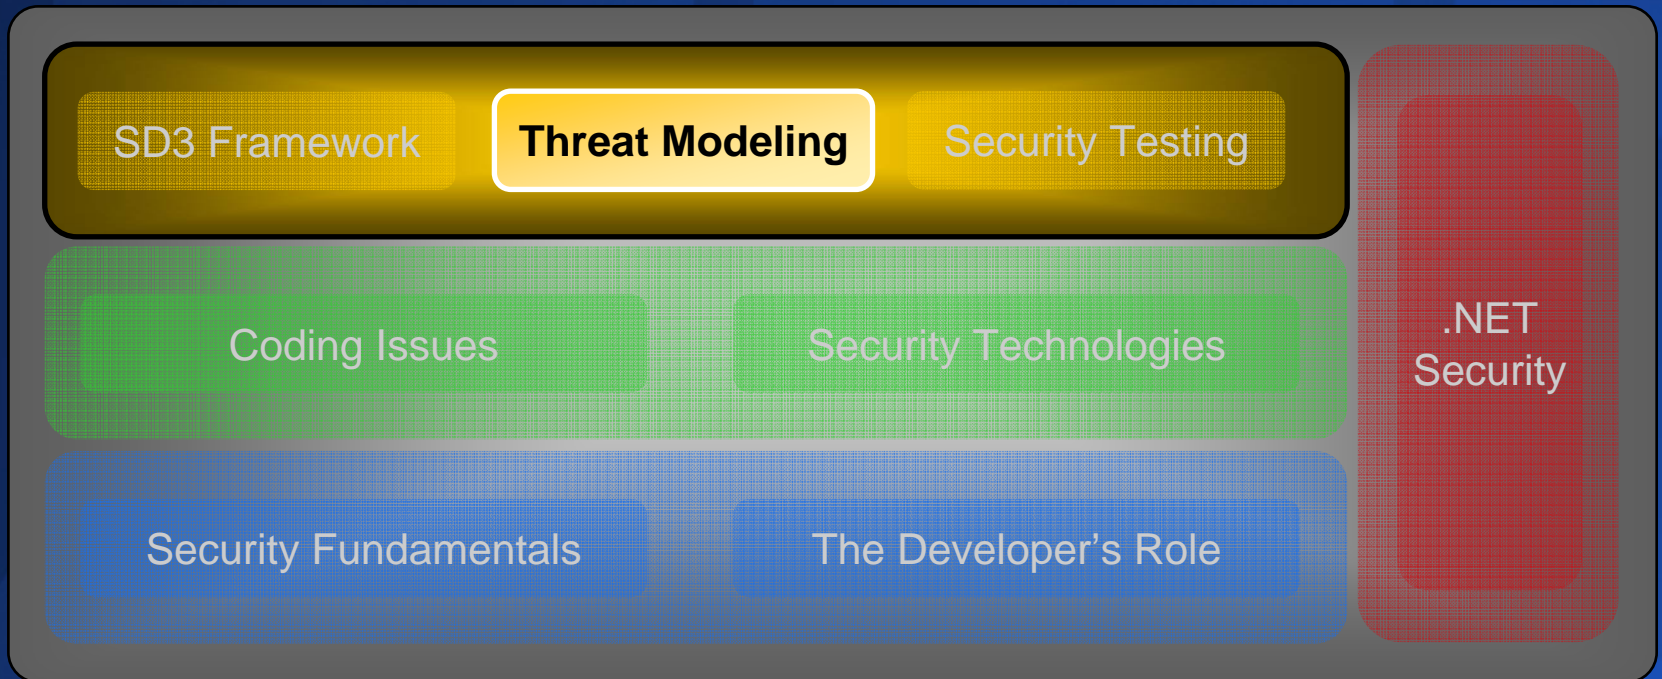 SD3 Framework
Threat Modeling
Security Testing
Coding Issues
Security Technologies
.NET
Security
Security Fundamentals
The Developer’s Role